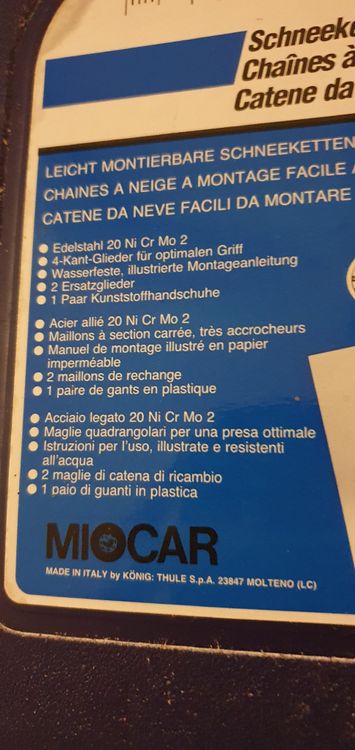 Chaînes à
Catene da
LEICHT MONTIERBARE SCHNEEKETTEN
CHAINES A NEIGE A MONTAGE FACILE
CATENE DA NEVE FACILI DA MONTARE
● Edelstahl 20 Ni Cr Mo 2
● 4-Kant-Glieder für optimalen Griff
● Wasserfeste, illustrierte Montageanleitung
● 2 Ersatzglieder
● 1 Paar Kunststoffhandschuhe
● Acier allié 20 Ni Cr Mo 2
● Maillons à section carrée, très accrocheurs
● Manuel de montage illustré en papier
imperméable
● 2 maillons de rechange
● 1 paire de gants en plastique
● Acciaio legato 20 Ni Cr Mo 2
● Maglie quadrangolari per una presa ottimale
● Istruzioni per l'uso, illustrate e resistenti
all'acqua
● 2 maglie di catena di ricambio
● 1 paio di guanti in plastica
MIOCAR
MADE IN ITALY by KÖNIG: THULE S.p.A. 23847 MOLTENO (LC)